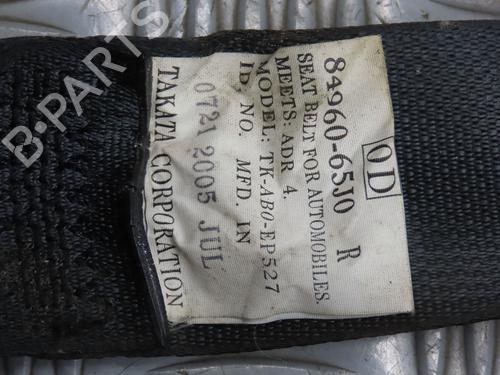 84960-65J0 R
OD
SEAT BELT FOR AUTOMOBILES.
MEETS: ADR 4.
MODEL: TK-AB0-EP527
ID. NO. MFD. IN
0721 2005 JUL
TAKATA CORPORATION
B-PARTS